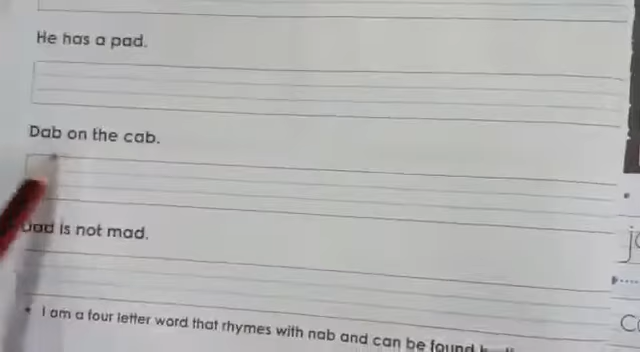 He has a pad.
Dab on the cab.
Dad is not mad.
I am a four letter word that rhymes with nab and can be found